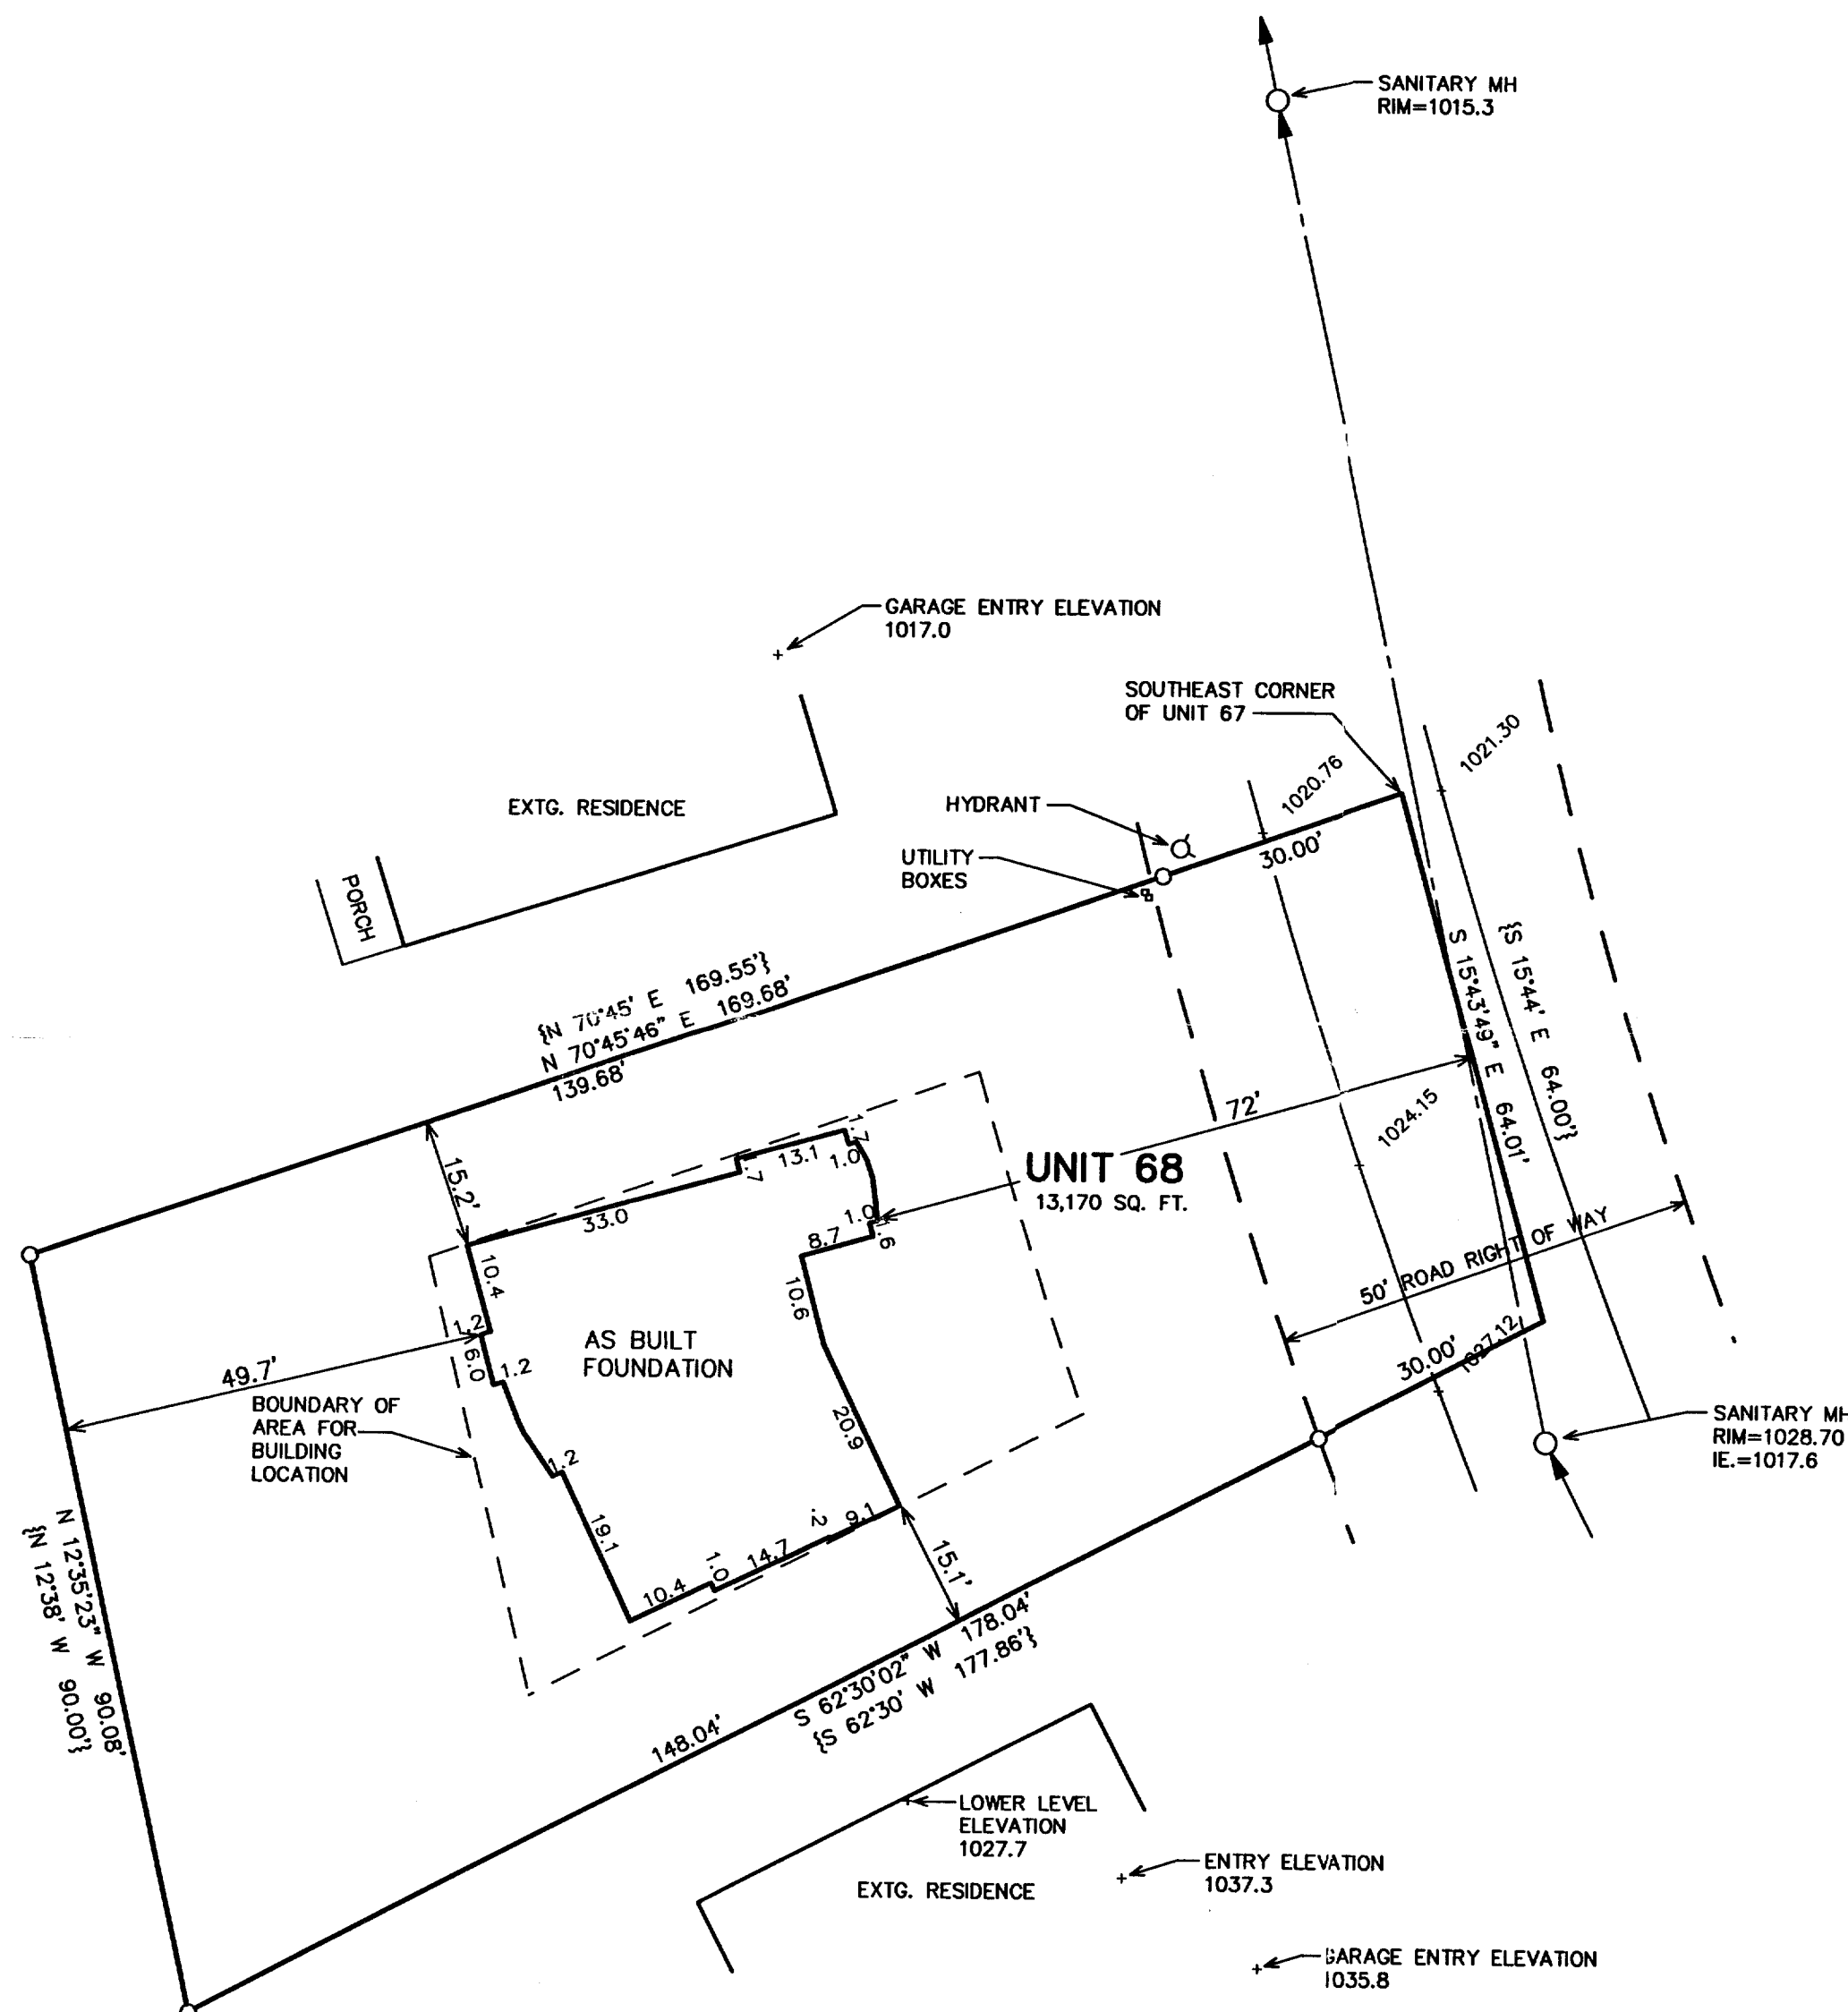 SANITARY MH
RIM=1015.3
GARAGE ENTRY ELEVATION
1017.0
SOUTHEAST CORNER
OF UNIT 67
1021.30
1020.76
EXTG. RESIDENCE
HYDRANT
30.00'
UTILITY
BOXES
PORCH
{N 70°45' E 169.55'}
N 70°45'46" E 169.68'
139.68'
S 15°43'49" E 64.01'
{S 15°44' E 64.00'}
72'
1024.15
15.2'
33.0
.7
13.1
1.7
1.0
UNIT 68
13,170 SQ. FT.
1.0
1.6
8.7
10.4
10.6
50' ROAD RIGHT OF WAY
1.2
6.0
1.2
AS BUILT
FOUNDATION
49.7'
BOUNDARY OF
AREA FOR
BUILDING
LOCATION
30.00'
1027.12
20.9
SANITARY MH
RIM=1028.70
IE.=1017.6
1.2
19.1
10.4
1.0
14.7
.2
9.1
15.1'
N 12°35'23" W 90.08'
{N 12°38' W 90.00'}
S 62°30'02" W 178.04'
{S 62°30' W 177.86'}
148.04'
LOWER LEVEL
ELEVATION
1027.7
EXTG. RESIDENCE
ENTRY ELEVATION
1037.3
GARAGE ENTRY ELEVATION
1035.8